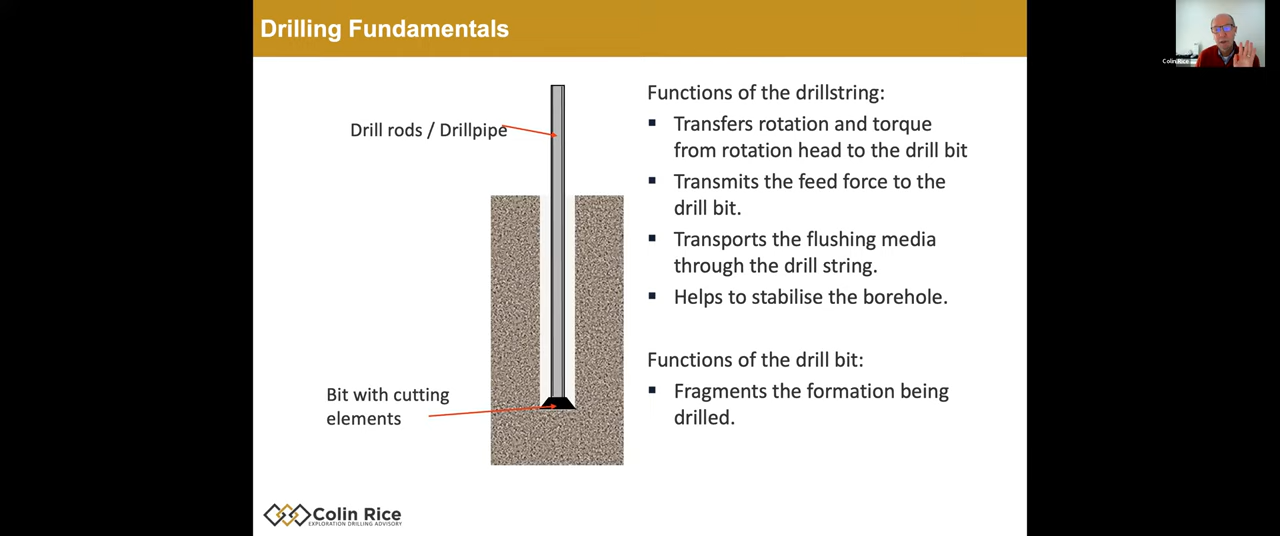 Drilling Fundamentals
Colin Rice
Drill rods / Drillpipe
Bit with cutting
elements
Functions of the drillstring:
Transfers rotation and torque
from rotation head to the drill bit
Transmits the feed force to the
drill bit.
Transports the flushing media
through the drill string.
Helps to stabilise the borehole.
Functions of the drill bit:
Fragments the formation being
drilled.
Colin Rice
EXPLORATION DRILLING ADVISORY